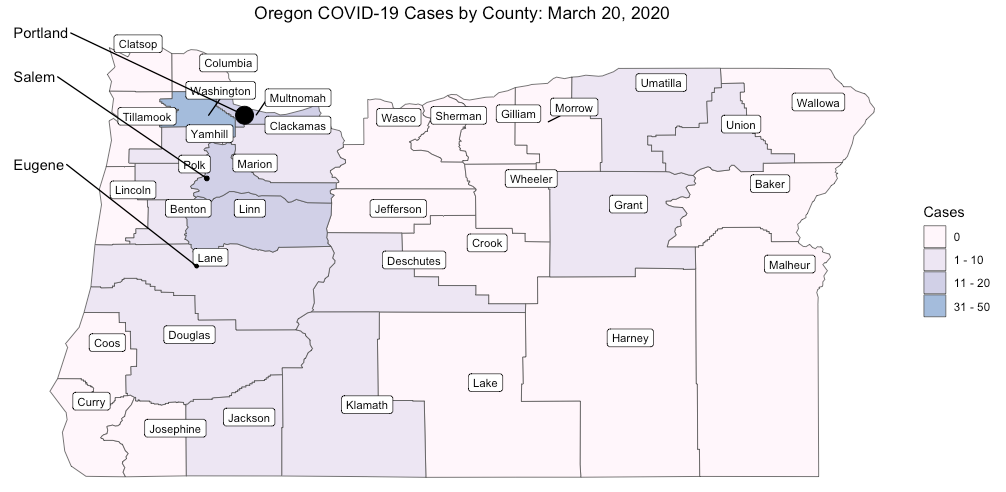 Oregon COVID-19 Cases by County: March 20, 2020
Portland
Clatsop
Columbia
Salem
Washington
Multnomah
Umatilla
Tillamook
Wasco
Sherman
Gilliam
Morrow
Wallowa
Clackamas
Yamhill
Union
Eugene
Polk
Marion
Lincoln
Wheeler
Baker
Benton
Linn
Jefferson
Grant
Crook
Lane
Deschutes
Malheur
Cases
0
1 - 10
11 - 20
31 - 50
Coos
Douglas
Harney
Lake
Curry
Klamath
Jackson
Josephine